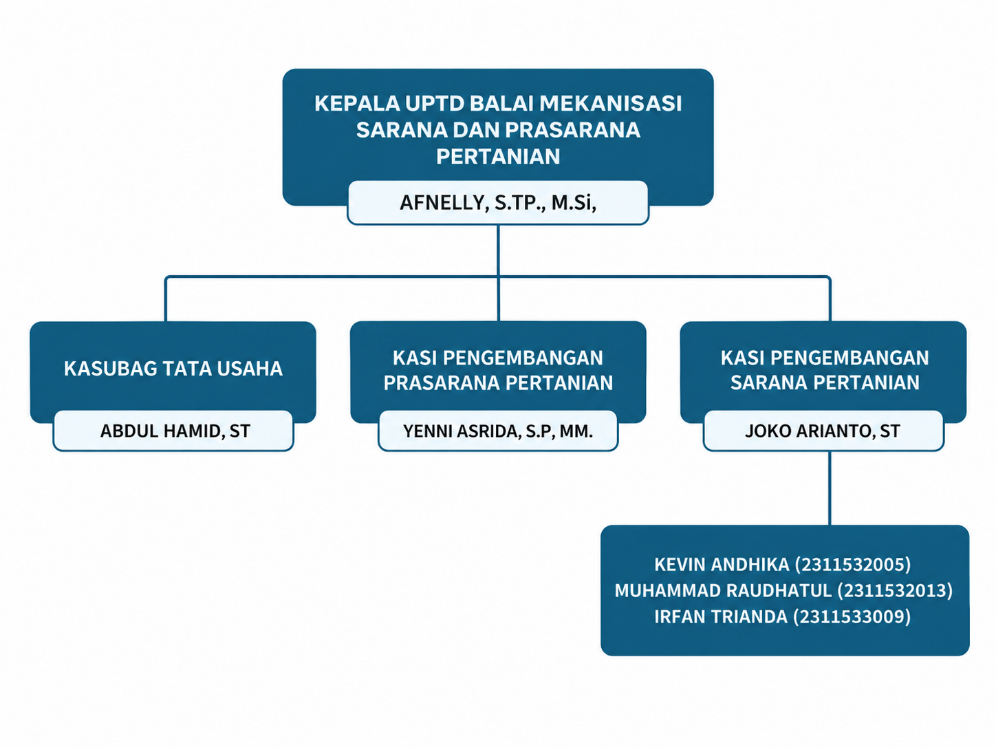 KEPALA UPTD BALAI MEKANISASI
SARANA DAN PRASARANA
PERTANIAN
AFNELLY, S.TP., M.Si,
KASUBAG TATA USAHA
ABDUL HAMID, ST
KASI PENGEMBANGAN
PRASARANA PERTANIAN
YENNI ASRIDA, S.P, MM.
KASI PENGEMBANGAN
SARANA PERTANIAN
JOKO ARIANTO, ST
KEVIN ANDHIKA (2311532005)
MUHAMMAD RAUDHATUL (2311532013)
IRFAN TRIANDA (2311533009)